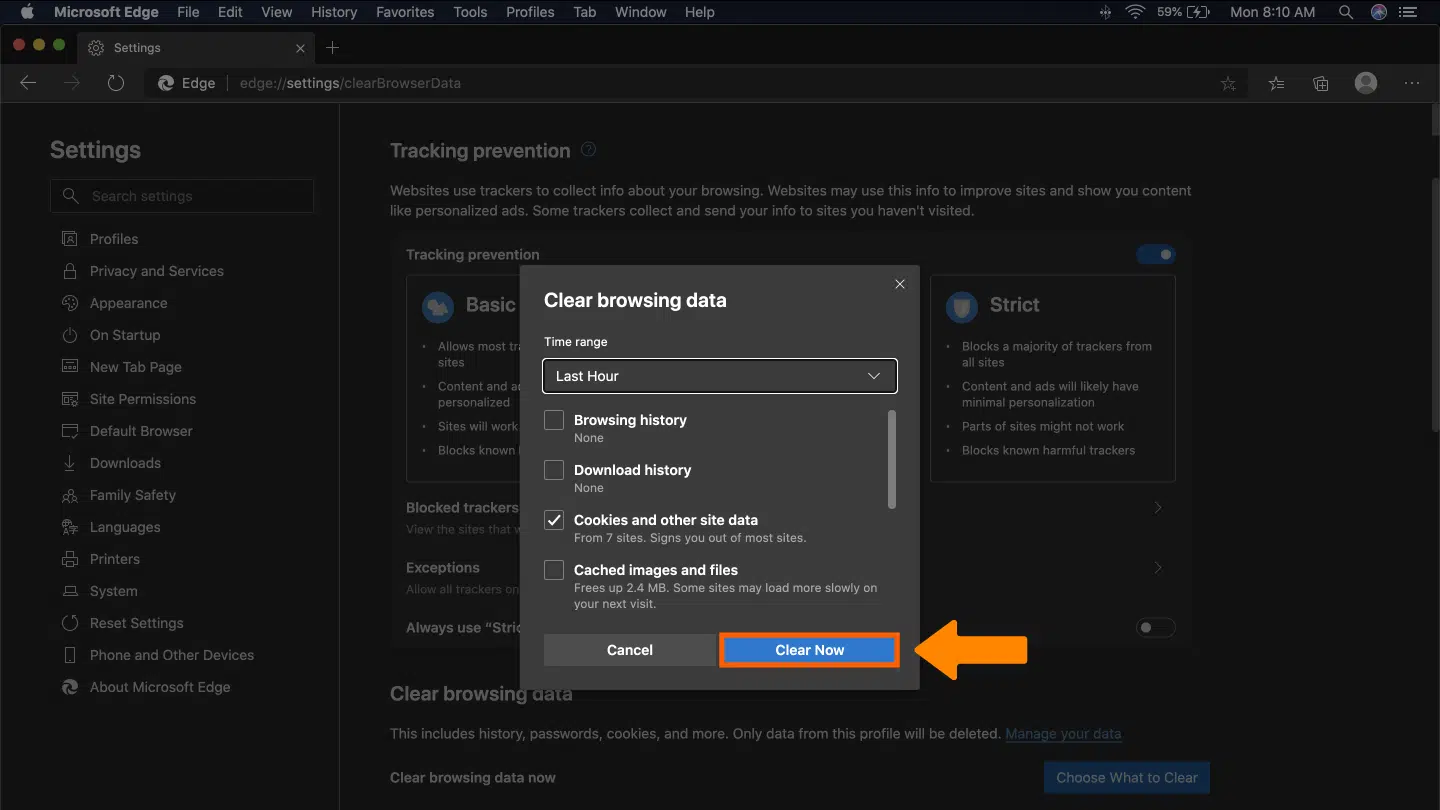 Microsoft Edge File Edit View History Favorites Tools Profiles Tab Window Help 59% Mon 8:10 AM
Settings
Edge edge://settings/clearBrowserData
Settings
Search settings
Profiles
Privacy and Services
Appearance
On Startup
New Tab Page
Site Permissions
Default Browser
Downloads
Family Safety
Languages
Printers
System
Reset Settings
Phone and Other Devices
About Microsoft Edge
Tracking prevention
Websites use trackers to collect info about your browsing. Websites may use this info to improve sites and show you content
like personalized ads. Some trackers collect and send your info to sites you haven't visited.
Tracking prevention
Basic
Allows most
sites
Content and
personalized
Sites will work
Blocks known
Strict
Blocks a majority of trackers from
all sites
Content and ads will likely have
minimal personalization
Parts of sites might not work
Blocks known harmful trackers
Blocked trackers
View the sites that
Exceptions
Allow all trackers on
Always use
Clear browsing data
Time range
Last Hour
Browsing history
None
Download history
None
Cookies and other site data
From 7 sites. Signs you out of most sites.
Cached images and files
Frees up 2.4 MB. Some sites may load more slowly on
your next visit.
Cancel Clear Now
Clear browsing data
This includes history, passwords, cookies, and more. Only data from this profile will be deleted. Manage your data
Clear browsing data now Choose What to Clear